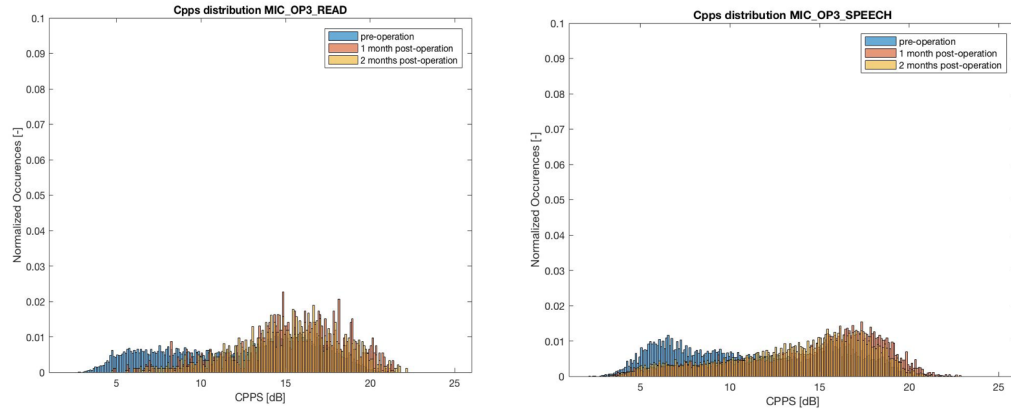 Cpps distribution MIC_OP3_READ
pre-operation
1 month post-operation
2 months post-operation
0.1
0.09
0.08
0.07
0.06
0.05
0.04
0.03
0.02
0.01
0
Normalized Occurences [-]
5
10
15
20
25
CPPS [dB]
Cpps distribution MIC_OP3_SPEECH
pre-operation
1 month post-operation
2 months post-operation
0.1
0.09
0.08
0.07
0.06
0.05
0.04
0.03
0.02
0.01
0
Normalized Occurences [-]
5
10
15
20
25
CPPS [dB]